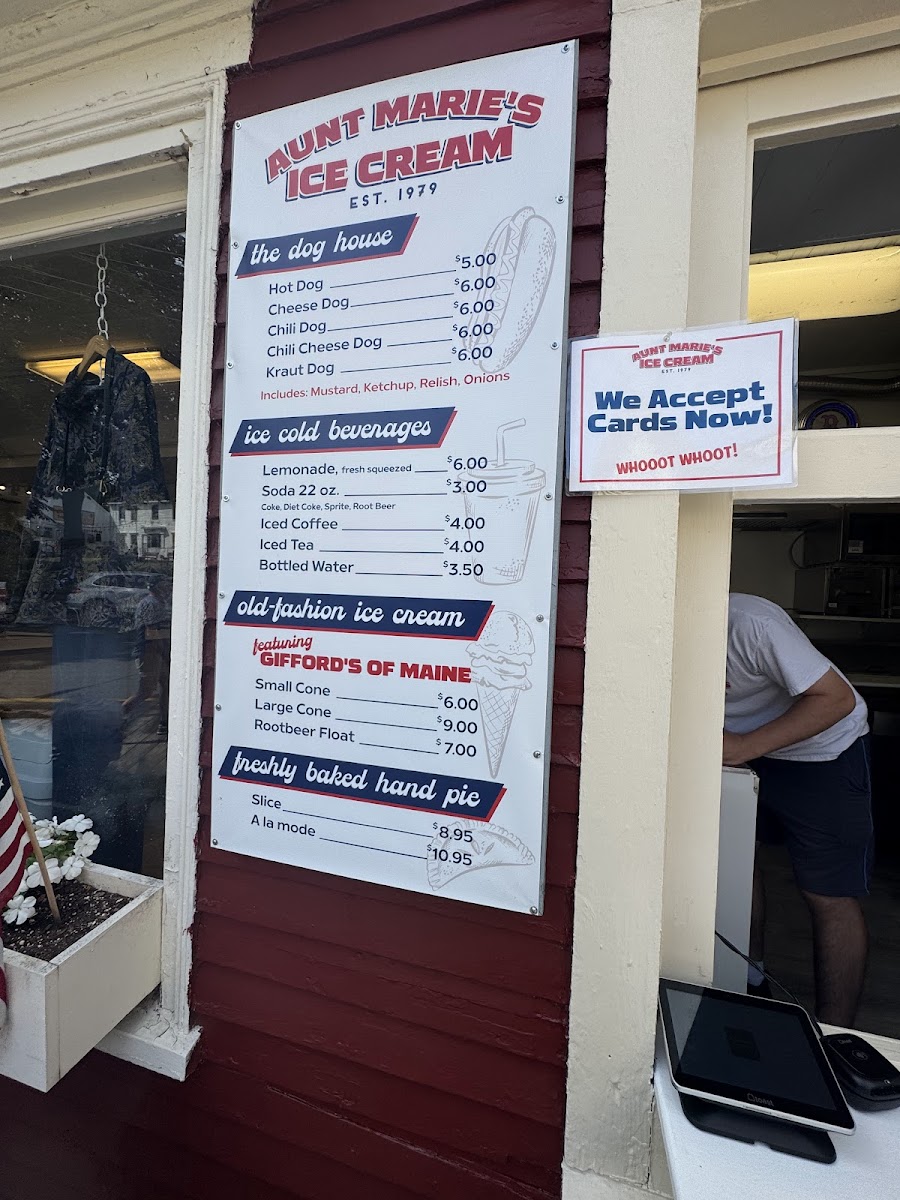 AUNT MARIE'S
ICE CREAM
EST. 1979
the dog house
Hot Dog $5.00
Cheese Dog $6.00
Chili Dog $6.00
Chili Cheese Dog $6.00
Kraut Dog $6.00
Includes: Mustard, Ketchup, Relish, Onions
ice cold beverages
Lemonade, fresh squeezed $6.00
Soda 22 oz. $3.00
Coke, Diet Coke, Sprite, Root Beer
Iced Coffee $4.00
Iced Tea $4.00
Bottled Water $3.50
old-fashion ice cream
featuring
GIFFORD'S OF MAINE
Small Cone $6.00
Large Cone $9.00
Rootbeer Float $7.00
freshly baked hand pie
Slice $8.95
A la mode $10.95
AUNT MARIE'S
ICE CREAM
EST. 1979
We Accept
Cards Now!
WHOOOT WHOOT!